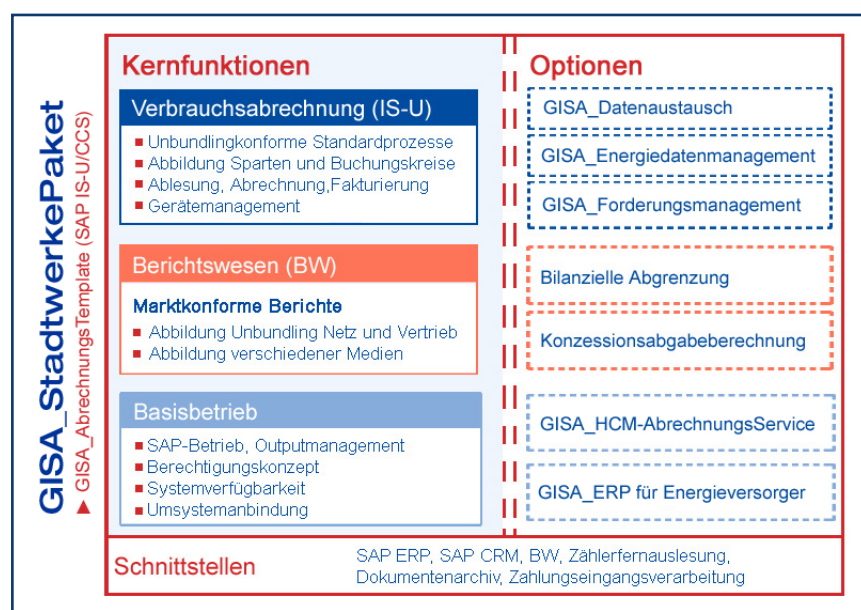 GISA_StadtwerkePaket
► GISA_AbrechnungsTemplate (SAP IS-U/CCS)
Kernfunktionen
Verbrauchsabrechnung (IS-U)
▪ Unbundlingkonforme Standardprozesse
▪ Abbildung Sparten und Buchungskreise
▪ Ablesung, Abrechnung,Fakturierung
▪ Gerätemanagement
Berichtswesen (BW)
Marktkonforme Berichte
▪ Abbildung Unbundling Netz und Vertrieb
▪ Abbildung verschiedener Medien
Basisbetrieb
▪ SAP-Betrieb, Outputmanagement
▪ Berechtigungskonzept
▪ Systemverfügbarkeit
▪ Umsystemanbindung
Optionen
GISA_Datenaustausch
GISA_Energiedatenmanagement
GISA_Forderungsmanagement
Bilanzielle Abgrenzung
Konzessionsabgabeberechnung
GISA_HCM-AbrechnungsService
GISA_ERP für Energieversorger
Schnittstellen
SAP ERP, SAP CRM, BW, Zählerfernauslesung,
Dokumentenarchiv, Zahlungseingangsverarbeitung